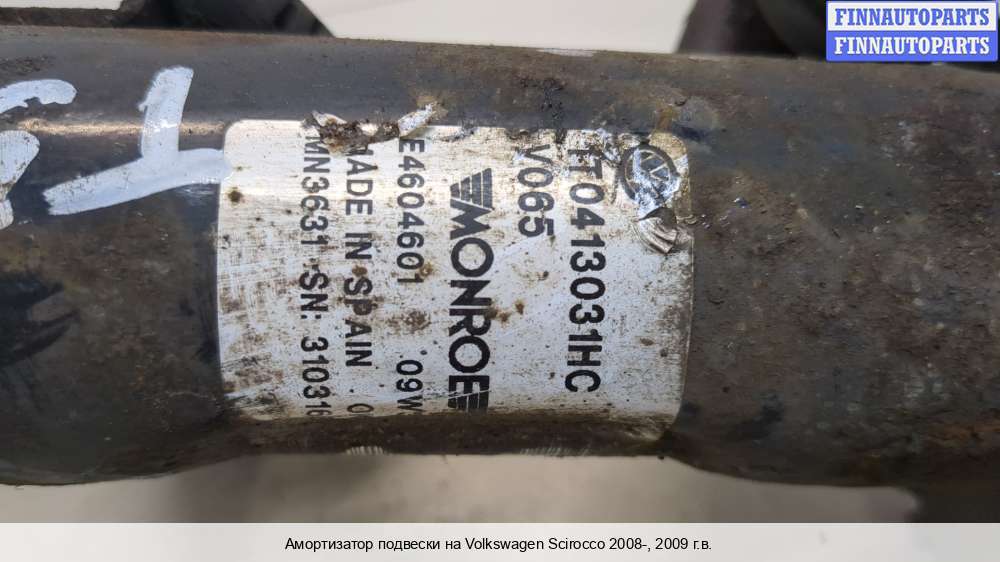 FINNAUTOPARTS
FINNAUTOPARTS
1T0413031HC
V065
MONROE
E4604601 09W
MADE IN SPAIN
MN3631 SN: 310316
Амортизатор подвески на Volkswagen Scirocco 2008-, 2009 г.в.